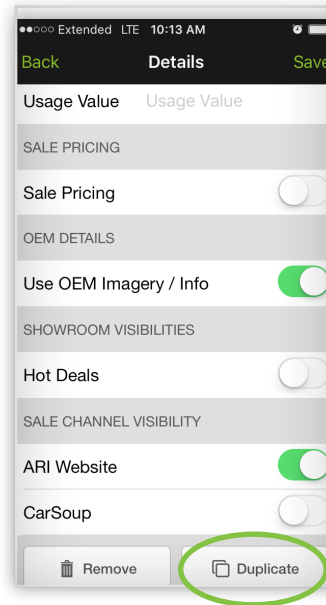 Extended LTE 10:13 AM
Back Details Save
Usage Value Usage Value
SALE PRICING
Sale Pricing
OEM DETAILS
Use OEM Imagery / Info
SHOWROOM VISIBILITIES
Hot Deals
SALE CHANNEL VISIBILITY
ARI Website
CarSoup
Remove Duplicate